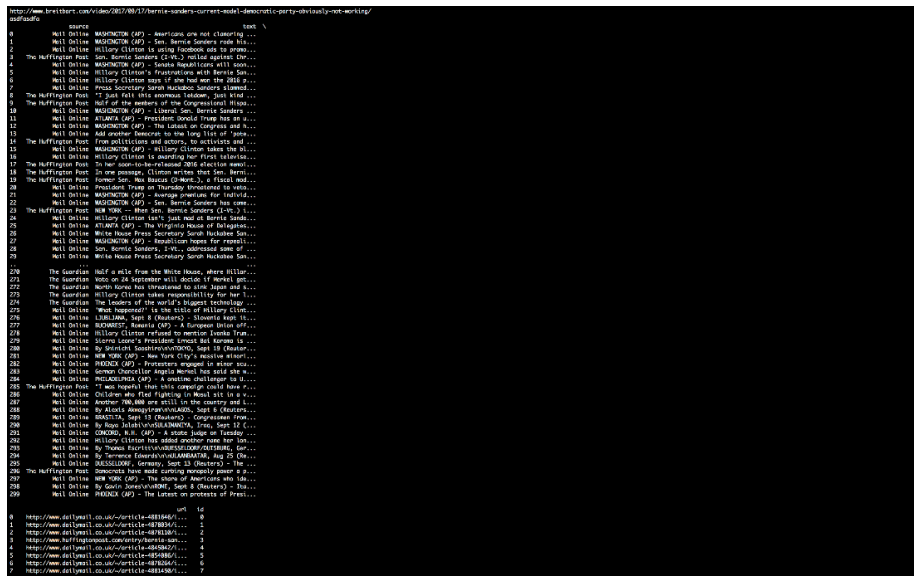 http://www.breitbart.com/video/2017/09/17/bernie-sanders-current-model-democratic-party-obviously-not-working/
asdfasdfa
source text \
0 Mail Online WASHINGTON (AP) - Americans are not clamoring ...
1 Mail Online WASHINGTON (AP) - Sen. Bernie Sanders rode his...
2 Mail Online Hillary Clinton is using Facebook ads to promo...
3 The Huffington Post Sen. Bernie Sanders (I-Vt.) railed against Chr...
4 Mail Online WASHINGTON (AP) - Senate Republicans will soon...
5 Mail Online Hillary Clinton's frustrations with Bernie San...
6 Mail Online Hillary Clinton says if she had won the 2016 p...
7 Mail Online Press Secretary Sarah Huckabee Sanders slammed...
8 The Huffington Post "I just felt this enormous letdown, just kind ...
9 The Huffington Post Half of the members of the Congressional Hispa...
10 Mail Online WASHINGTON (AP) - Liberal Sen. Bernie Sanders ...
11 Mail Online ATLANTA (AP) - President Donald Trump has an u...
12 Mail Online WASHINGTON (AP) - The Latest on Congress and h...
13 Mail Online Add another Democrat to the long list of 'pote...
14 The Huffington Post From politicians and actors, to activists and ...
15 Mail Online WASHINGTON (AP) - Hillary Clinton takes the bl...
16 Mail Online Hillary Clinton is awarding her first televise...
17 The Huffington Post In her soon-to-be-released 2016 election memoi...
18 The Huffington Post In one passage, Clinton writes that Sen. Berni...
19 The Huffington Post Former Sen. Max Baucus (D-Mont.), a fiscal mod...
20 Mail Online President Trump on Thursday threatened to veto...
21 Mail Online WASHINGTON (AP) - Average premiums for individ...
22 Mail Online WASHINGTON (AP) - Bernie Sanders has come...
23 The Huffington Post NEW YORK -- When Sen. Bernie Sanders (I-Vt.) i...
24 Mail Online Hillary Clinton isn't just mad at Bernie Sande...
25 Mail Online ATLANTA (AP) - The Virginia House of Delegates...
26 Mail Online White House Press Secretary Sarah Huckabee San...
27 Mail Online WASHINGTON (AP) - Republican hopes for repeali...
28 Mail Online Sen. Bernie Sanders, I-Vt., addressed some of ...
29 Mail Online White House Press Secretary Sarah Huckabee San...
.. ... ...
270 The Guardian Half a mile from the White House, where Hillar...
271 The Guardian Vote on 24 September will decide if Merkel get...
272 The Guardian North Korea has threatened to sink Japan and s...
273 The Guardian Hillary Clinton takes responsibility for her l...
274 The Guardian The leaders of the world's biggest technology ...
275 Mail Online 'What happened?' is the title of Hillary Clint...
276 Mail Online LJUBLJANA, Sept 8 (Reuters) - Slovenia kept it...
277 Mail Online BUCHAREST, Romania (AP) - A European Union off...
278 Mail Online Hillary Clinton refused to mention Ivanka Trum...
279 Mail Online Sierra Leone's President Ernest Bai Koroma is ...
280 Mail Online By Shinichi Saoshiro\n\nTOKYO, Sept 19 (Reuter...
281 Mail Online NEW YORK (AP) - New York City's massive minori...
282 Mail Online PHOENIX (AP) - Protesters engaged in minor scu...
283 Mail Online German Chancellor Angela Merkel has said she w...
284 Mail Online PHILADELPHIA (AP) - A onetime challenger to U....
285 The Huffington Post "I was hopeful that this campaign could have r...
286 Mail Online Children who fled fighting in Mosul sit in a v...
287 Mail Online Another 700,000 are still in the country and L...
288 Mail Online By Alexis Akwagyiram\n\nLAGOS, Sept 6 (Reuters...
289 Mail Online BRASILIA, Sept 13 (Reuters) - Congressmen from...
290 Mail Online By Raya Jalabi\n\nSULAIMANIYA, Iraq, Sept 12 (...
291 Mail Online CONCORD, N.H. (AP) - A state judge on Tuesday ...
292 Mail Online Hillary Clinton has added another name her lon...
293 Mail Online By Thomas Escritt\n\nDUESSELDORF/DUISBURG, Ger...
294 Mail Online By Terrence Edwards\n\nULAANBAATAR, Aug 25 (Re...
295 Mail Online DUESSELDORF, Germany, Sept 13 (Reuters) - The ...
296 The Huffington Post Democrats have made curbing monopoly power a p...
297 Mail Online NEW YORK (AP) - The share of Americans who ide...
298 Mail Online By Gavin Jones\n\nROME, Sept 8 (Reuters) - Ita...
299 Mail Online PHOENIX (AP) - The Latest on protests of Presi...
url id
0 http://www.dailymail.co.uk/~/article-4881646/i... 0
1 http://www.dailymail.co.uk/~/article-4878034/i... 1
2 http://www.dailymail.co.uk/~/article-4876110/i... 2
3 http://www.huffingtonpost.com/entry/bernie-san... 3
4 http://www.dailymail.co.uk/~/article-4845042/i... 4
5 http://www.dailymail.co.uk/~/article-4854086/i... 5
6 http://www.dailymail.co.uk/~/article-4878264/i... 6
7 http://www.dailymail.co.uk/~/article-4881450/i... 7